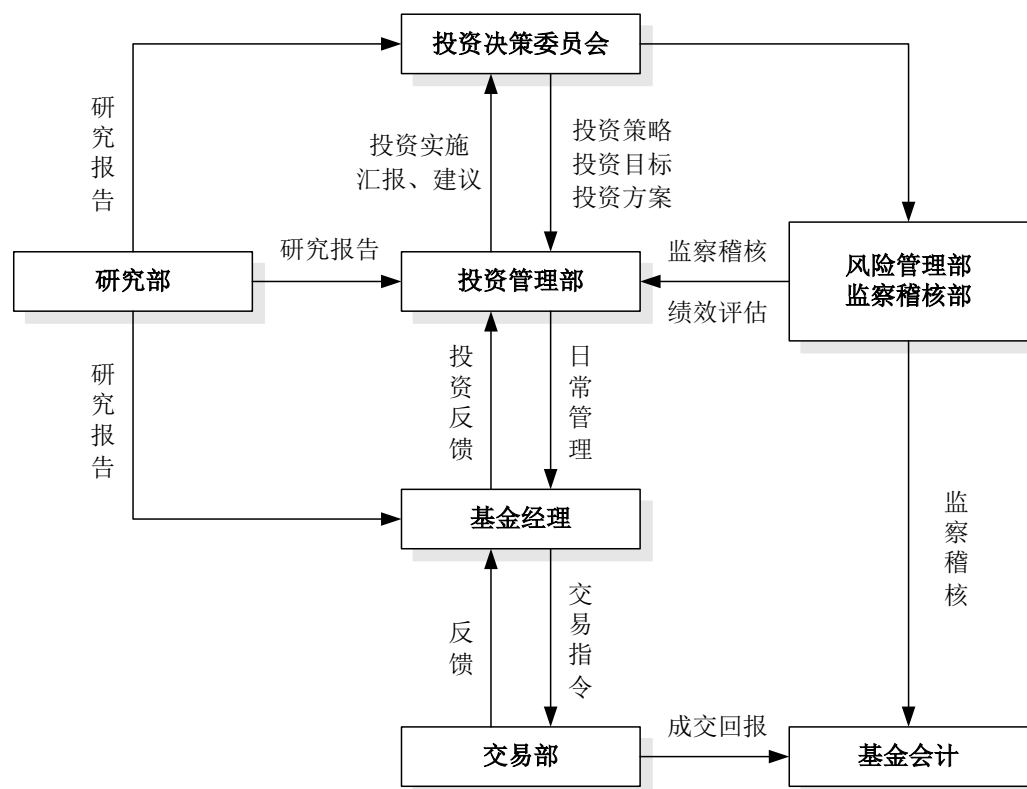 投资决策委员会
研究报告
投资实施
汇报、建议
投资策略
投资目标
投资方案
研究部
研究报告
投资管理部
监察稽核
绩效评估
风险管理部
监察稽核部
研究报告
投资反馈
日常管理
基金经理
监察稽核
反馈
交易指令
交易部
成交回报
基金会计